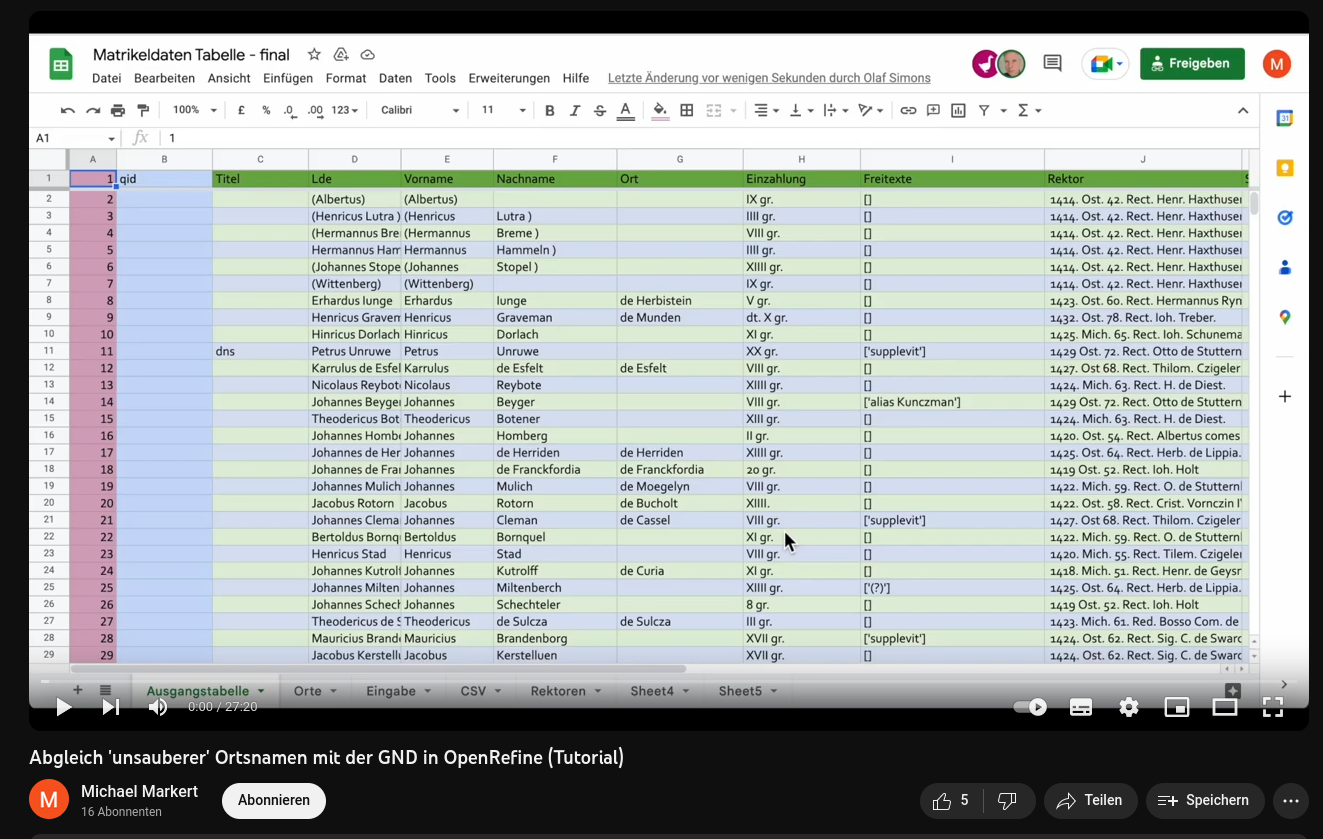 Matrikeldaten Tabelle - final
Datei Bearbeiten Ansicht Einfügen Format Daten Tools Erweiterungen Hilfe Letzte Änderung vor wenigen Sekunden durch Olaf Simons
Freigeben M
100% £ % .0 .00 123 Calibri 11 B I S A Σ
31
A1 fx 1
A B C D E F G H I J
1 1 qid Titel Lde Vorname Nachname Ort Einzahlung Freitexte Rektor
2 2 (Albertus) (Albertus) IX gr. [] 1414. Ost. 42. Rect. Henr. Haxthusen
3 3 (Henricus Lutra ) (Henricus Lutra ) IIII gr. [] 1414. Ost. 42. Rect. Henr. Haxthusen
4 4 (Hermannus Bre (Hermannus Breme ) VIII gr. [] 1414. Ost. 42. Rect. Henr. Haxthusen
5 5 Hermannus Ham Hermannus Hammeln ) IIII gr. [] 1414. Ost. 42. Rect. Henr. Haxthusen
6 6 (Johannes Stope (Johannes Stopel ) XIIII gr. [] 1414. Ost. 42. Rect. Henr. Haxthusen
7 7 (Wittenberg) (Wittenberg) IX gr. [] 1414. Ost. 42. Rect. Henr. Haxthusen
8 8 Erhardus Iunge Erhardus Iunge de Herbistein V gr. [] 1423. Ost. 60. Rect. Hermannus Ryn
9 9 Henricus Gravem Henricus Graveman de Munden dt. X gr. [] 1432. Ost. 78. Rect. Ioh. Treber.
10 10 Hinricus Dorlach Hinricus Dorlach XI gr. [] 1425. Mich. 65. Rect. Ioh. Schunema
11 11 dns Petrus Unruwe Petrus Unruwe XX gr. ['supplevit'] 1429 Ost. 72. Rect. Otto de Stuttern
12 12 Karrulus de Esfel Karrulus de Esfelt de Esfelt VIII gr. [] 1427. Ost 68. Rect. Thilom. Czigeler
13 13 Nicolaus Reybot Nicolaus Reybote XIIII gr. [] 1424. Mich. 63. Rect. H. de Diest.
14 14 Johannes Beyge Johannes Beyger VIII gr. ['alias Kunczman'] 1429 Ost. 72. Rect. Otto de Stuttern
15 15 Theodericus Bot Theodericus Botener XIII gr. [] 1424. Mich. 63. Rect. H. de Diest.
16 16 Johannes Homb Johannes Homberg II gr. [] 1420. Ost. 54. Rect. Albertus comes
17 17 Johannes de Her Johannes de Herriden de Herriden XIIII gr. [] 1425. Ost. 64. Rect. Herb. de Lippia.
18 18 Johannes de Fra Johannes de Franckfordia de Franckfordia 20 gr. [] 1419 Ost. 52. Rect. Ioh. Holt
19 19 Johannes Mulich Johannes Mulich de Moegelyn VIII gr. [] 1422. Mich. 59. Rect. O. de Stuttern
20 20 Jacobus Rotorn Jacobus Rotorn de Bucholt XIIII. [] 1422. Ost. 58. Rect. Crist. Vornczin
21 21 Johannes Clema Johannes Cleman de Cassel VIII gr. ['supplevit'] 1427. Ost 68. Rect. Thilom. Czigeler
22 22 Bertoldus Bornq Bertoldus Bornquel XI gr. [] 1422. Mich. 59. Rect. O. de Stuttern
23 23 Henricus Stad Henricus Stad VIII gr. [] 1420. Mich. 55. Rect. Tilem. Czigeler
24 24 Johannes Kutrolf Johannes Kutrolff de Curia XI gr. [] 1418. Mich. 51. Rect. Henr. de Geysr
25 25 Johannes Milten Johannes Miltenberch XIIII gr. ['(?)'] 1425. Ost. 64. Rect. Herb. de Lippia.
26 26 Johannes Schech Johannes Schechteler 8 gr. [] 1419 Ost. 52. Rect. Ioh. Holt
27 27 Theodericus de S Theodericus de Sulcza de Sulcza III gr. [] 1423. Mich. 61. Red. Bosso Com. de
28 28 Mauricius Brand Mauricius Brandenborg XVII gr. ['supplevit'] 1424. Ost. 62. Rect. Sig. C. de Swarc
29 29 Jacobus Kerstell Jacobus Kerstelluen XVII gr. [] 1424. Ost. 62. Rect. Sig. C. de Swarc
Ausgangstabelle Orte Eingabe CSV Rektoren Sheet4 Sheet5
0:00 / 27:20
Abgleich 'unsauberer' Ortsnamen mit der GND in OpenRefine (Tutorial)
M Michael Markert Abonnieren 5 Teilen Speichern
16 Abonnenten